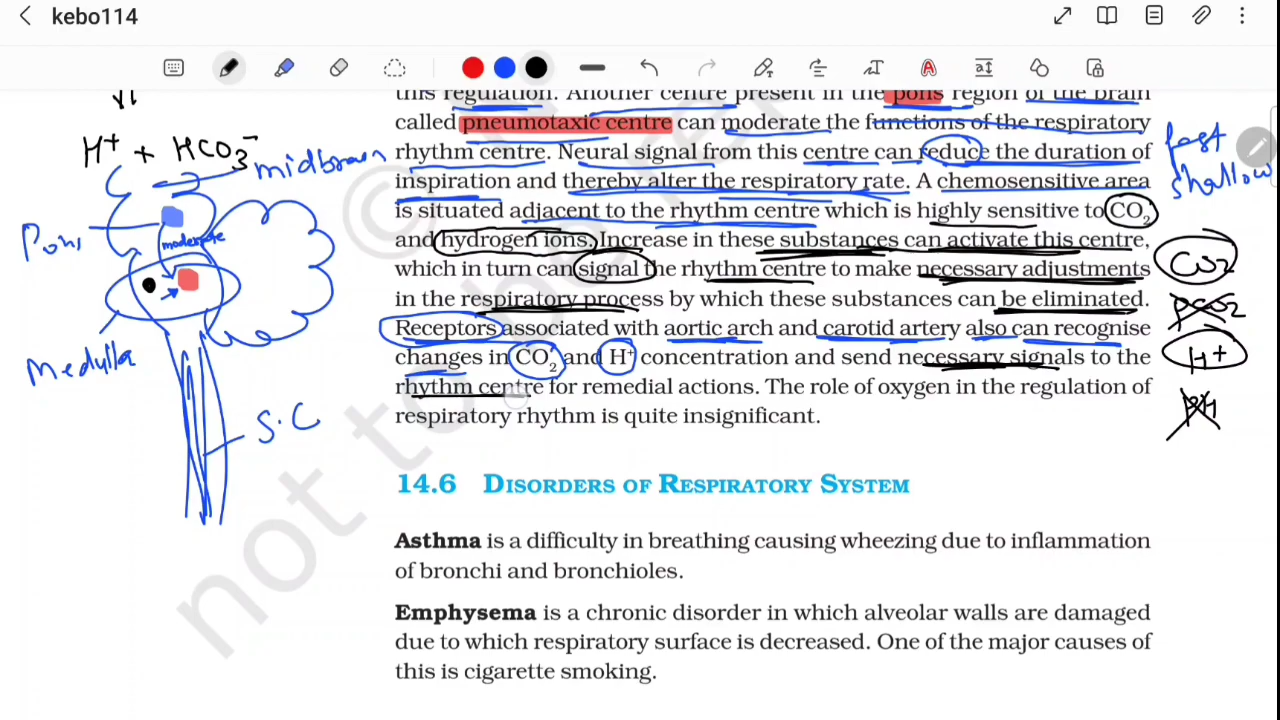 kebo114
this regulation. Another centre present in the pons region of the brain
called pneumotaxic centre can moderate the functions of the respiratory
rhythm centre. Neural signal from this centre can reduce the duration of
inspiration and thereby alter the respiratory rate. A chemosensitive area
is situated adjacent to the rhythm centre which is highly sensitive to CO₂
and hydrogen ions. Increase in these substances can activate this centre,
which in turn can signal the rhythm centre to make necessary adjustments
in the respiratory process by which these substances can be eliminated.
Receptors associated with aortic arch and carotid artery also can recognise
changes in CO₂ and H⁺ concentration and send necessary signals to the
rhythm centre for remedial actions. The role of oxygen in the regulation of
respiratory rhythm is quite insignificant.
14.6 DISORDERS OF RESPIRATORY SYSTEM
Asthma is a difficulty in breathing causing wheezing due to inflammation
of bronchi and bronchioles.
Emphysema is a chronic disorder in which alveolar walls are damaged
due to which respiratory surface is decreased. One of the major causes of
this is cigarette smoking.
H⁺ + HCO₃⁻
midbrain
Pons
moderate
Medulla
S.C
fast
shallow
CO2
pCO2
H+
pH
©
not to be